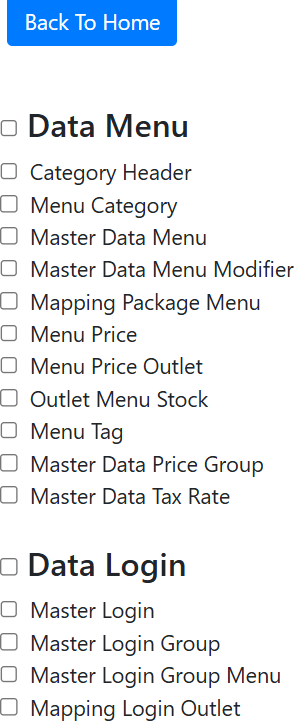 Back To Home
Data Menu
Category Header
Menu Category
Master Data Menu
Master Data Menu Modifier
Mapping Package Menu
Menu Price
Menu Price Outlet
Outlet Menu Stock
Menu Tag
Master Data Price Group
Master Data Tax Rate
Data Login
Master Login
Master Login Group
Master Login Group Menu
Mapping Login Outlet